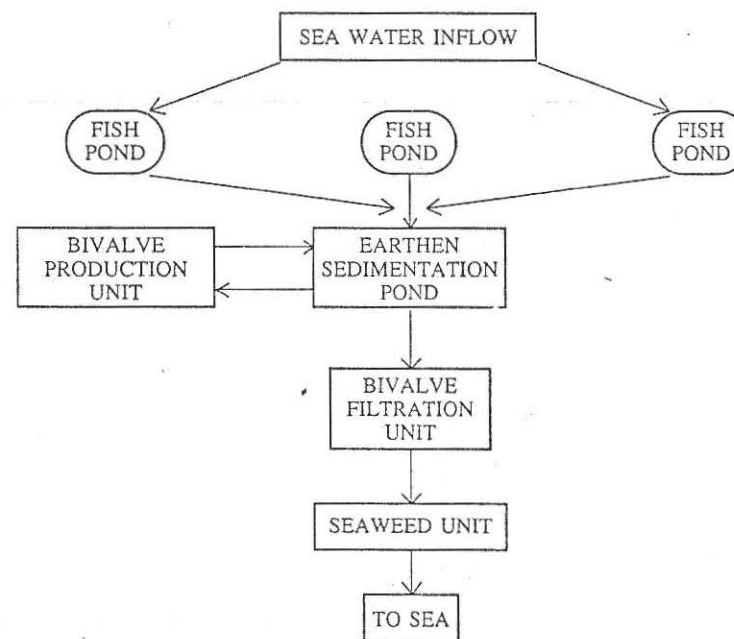 SEA WATER INFLOW
FISH
POND
FISH
POND
FISH
POND
BIVALVE
PRODUCTION
UNIT
EARTHEN
SEDIMENTATION
POND
BIVALVE
FILTRATION
UNIT
SEAWEED UNIT
TO SEA